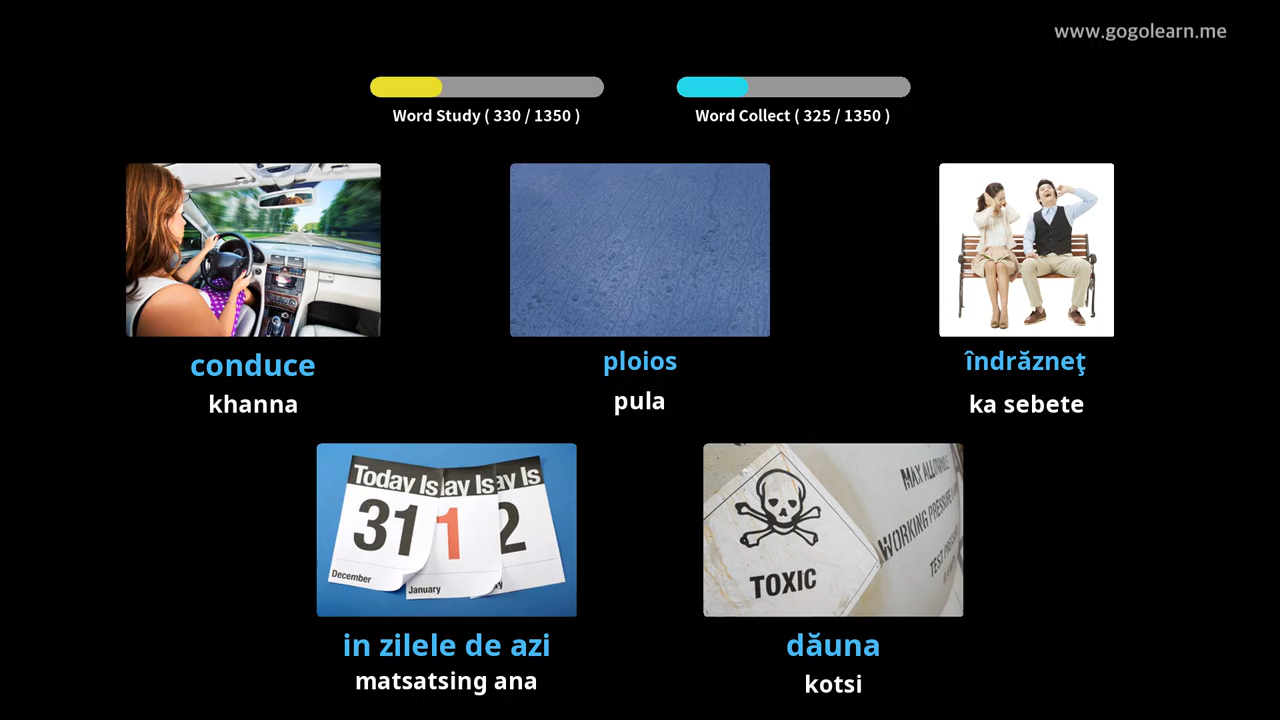 www.gogolearn.me
Word Study ( 330 / 1350 )
Word Collect ( 325 / 1350 )
conduce
khanna
ploios
pula
îndrăzneţ
ka sebete
Today Is
ay Is
ay Is
31
1
2
December
January
TOXIC
MAX
WORKING PRESSURE
TEST
in zilele de azi
matsatsing ana
dăuna
kotsi